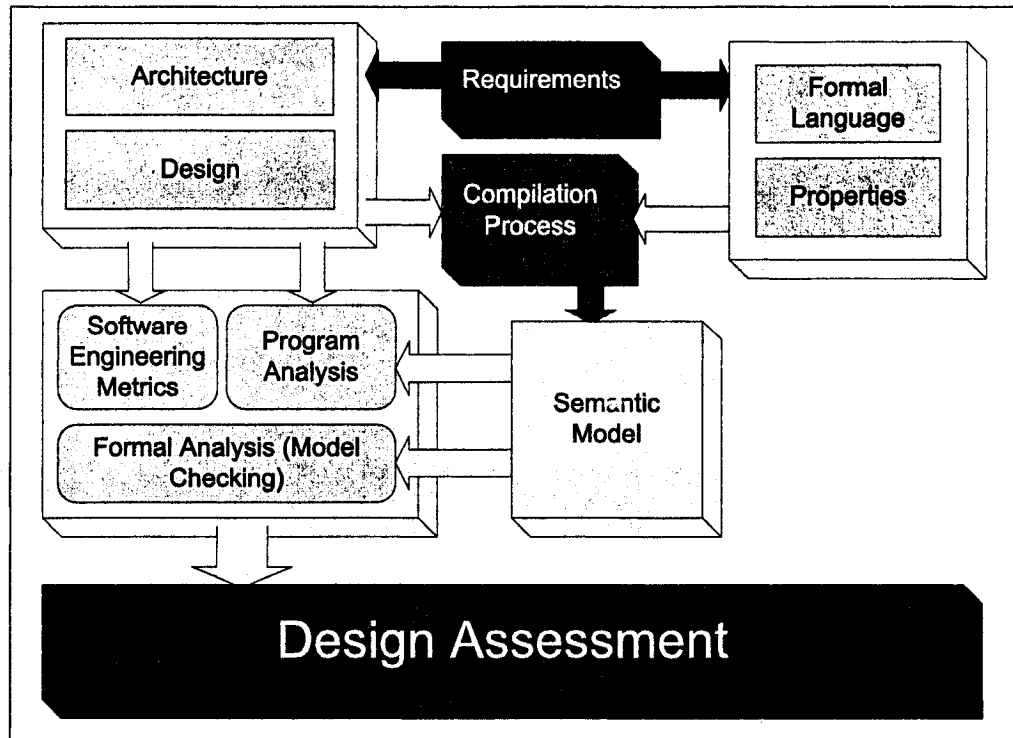 Architecture
Design
Requirements
Formal
Language
Properties
Compilation
Process
Software
Engineering
Metrics
Program
Analysis
Formal Analysis (Model
Checking)
Semantic
Model
Design Assessment